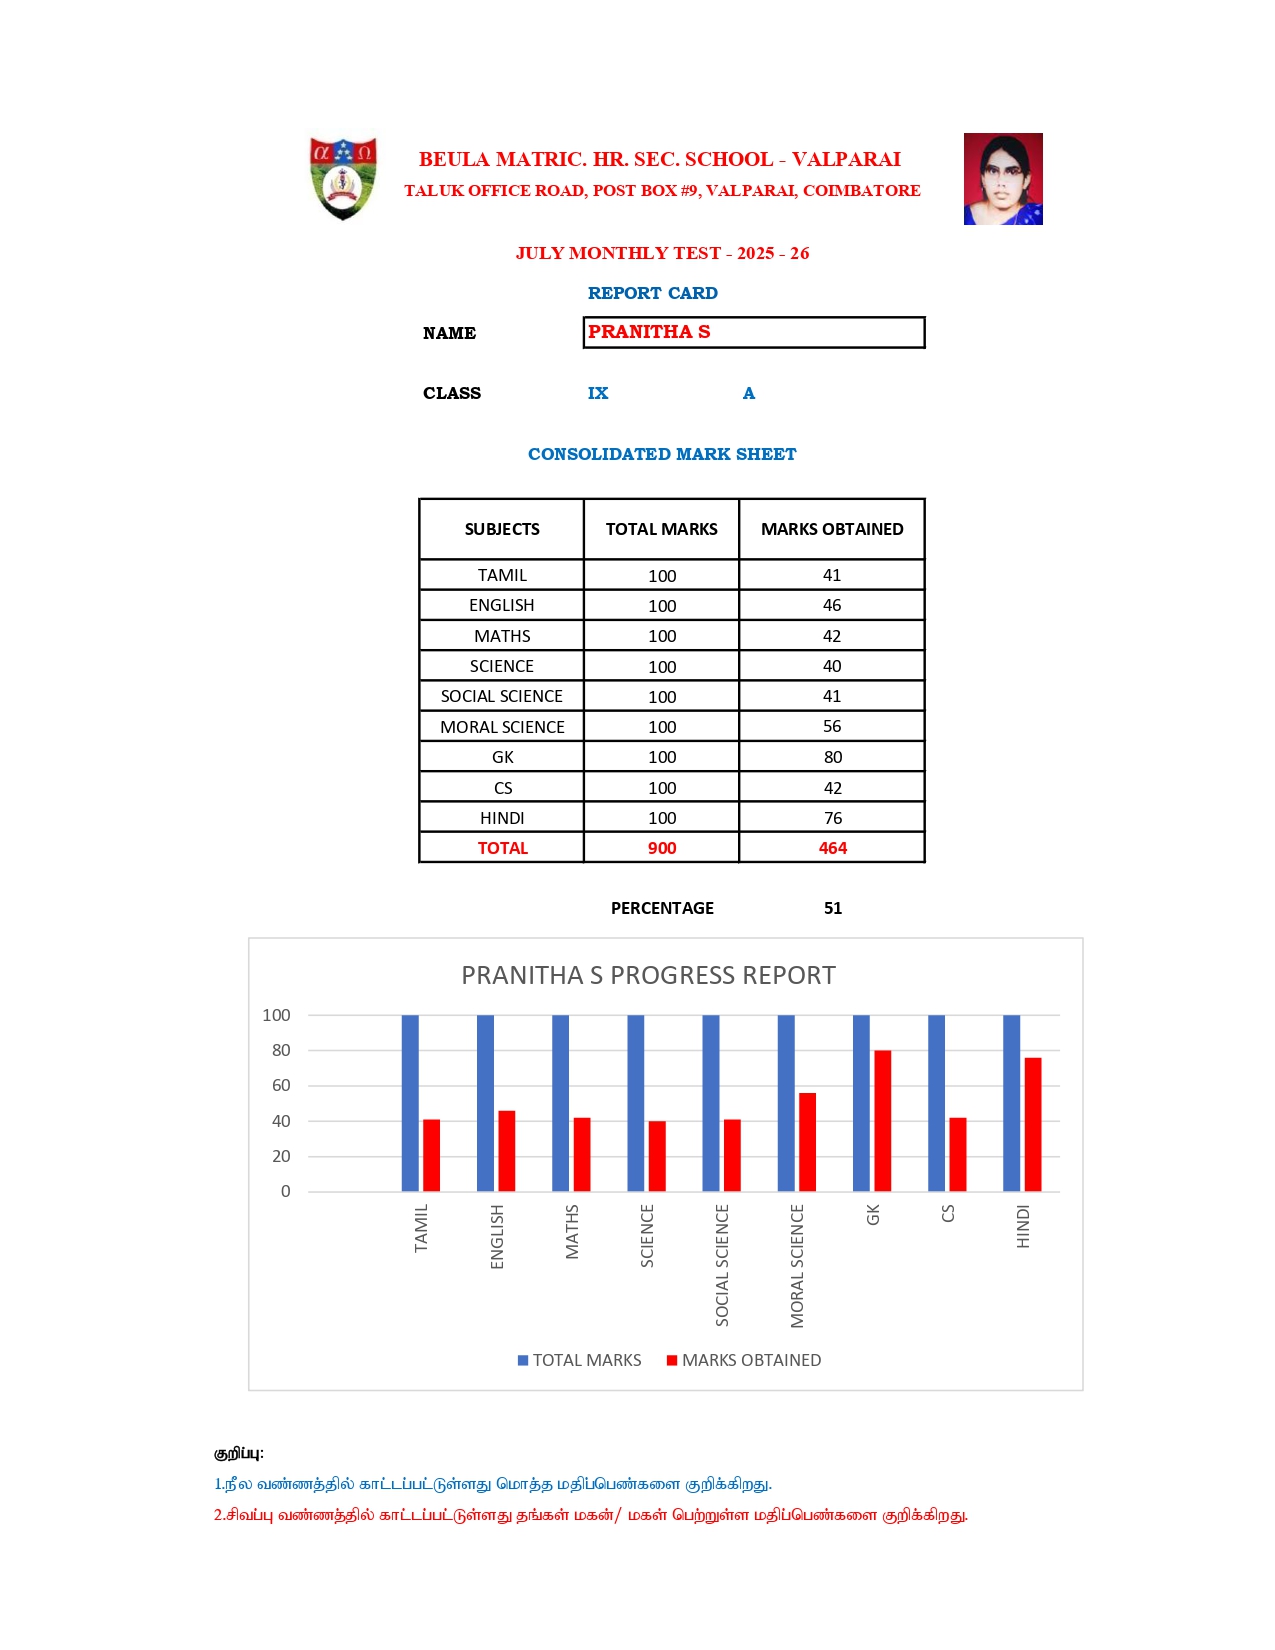 α Ω
BEULA MATRIC. HR. SEC. SCHOOL - VALPARAI
TALUK OFFICE ROAD, POST BOX #9, VALPARAI, COIMBATORE
JULY MONTHLY TEST - 2025 - 26
REPORT CARD
NAME PRANITHA S
CLASS IX A
CONSOLIDATED MARK SHEET
SUBJECTS TOTAL MARKS MARKS OBTAINED
TAMIL 100 41
ENGLISH 100 46
MATHS 100 42
SCIENCE 100 40
SOCIAL SCIENCE 100 41
MORAL SCIENCE 100 56
GK 100 80
CS 100 42
HINDI 100 76
TOTAL 900 464
PERCENTAGE 51
PRANITHA S PROGRESS REPORT
100
80
60
40
20
0
TAMIL
ENGLISH
MATHS
SCIENCE
SOCIAL SCIENCE
MORAL SCIENCE
GK
CS
HINDI
TOTAL MARKS MARKS OBTAINED
குறிப்பு:
1.நீல வண்ணத்தில் காட்டப்பட்டுள்ளது மொத்த மதிப்பெண்களை குறிக்கிறது.
2.சிவப்பு வண்ணத்தில் காட்டப்பட்டுள்ளது தங்கள் மகன்/ மகள் பெற்றுள்ள மதிப்பெண்களை குறிக்கிறது.